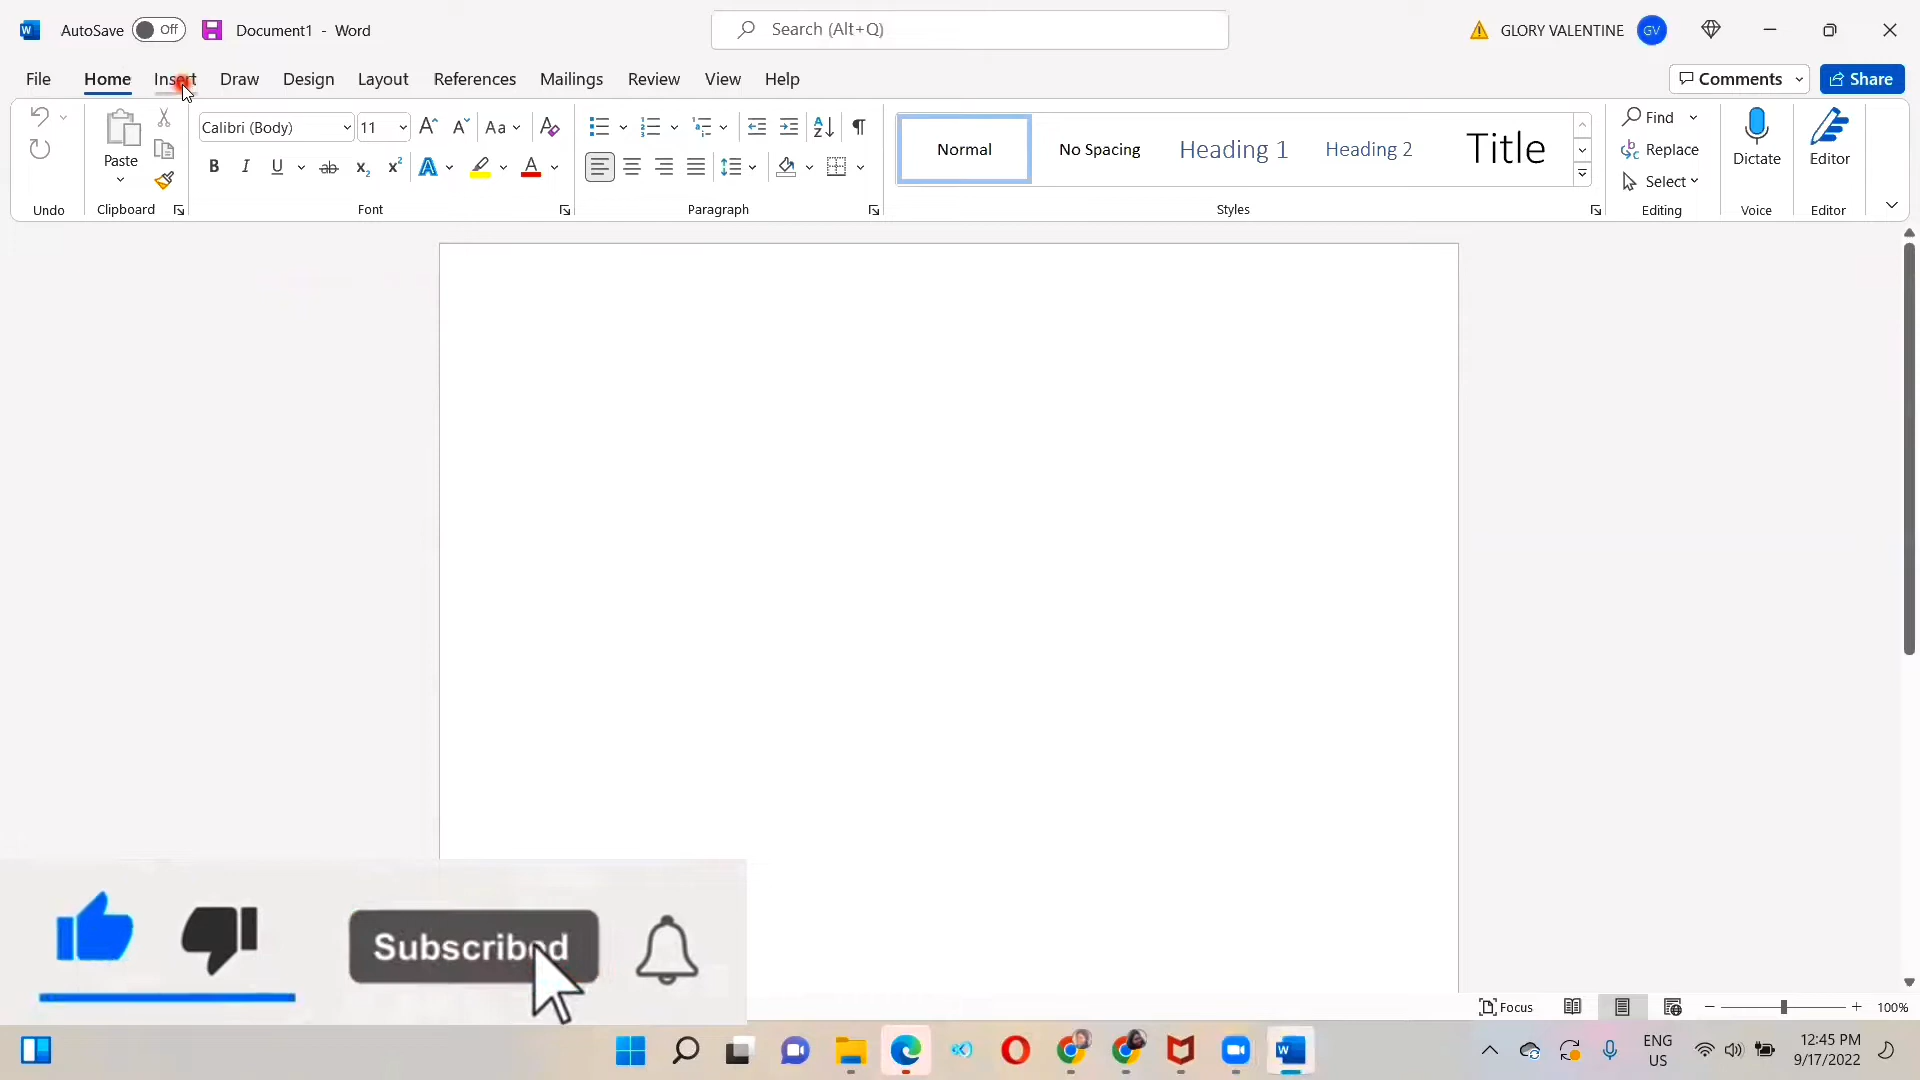 W AutoSave Off Document1 - Word Search (Alt+Q) GLORY VALENTINE GV
File Home Insert Draw Design Layout References Mailings Review View Help Comments Share
Calibri (Body) 11 Aa Normal No Spacing Heading 1 Heading 2 Title Find
Paste B I U ab x2 x2 A A Replace Dictate Editor
Select
Undo Clipboard Font Paragraph Styles Editing Voice Editor
Subscribed
Focus 100%
W ENG
US
12:45 PM
9/17/2022